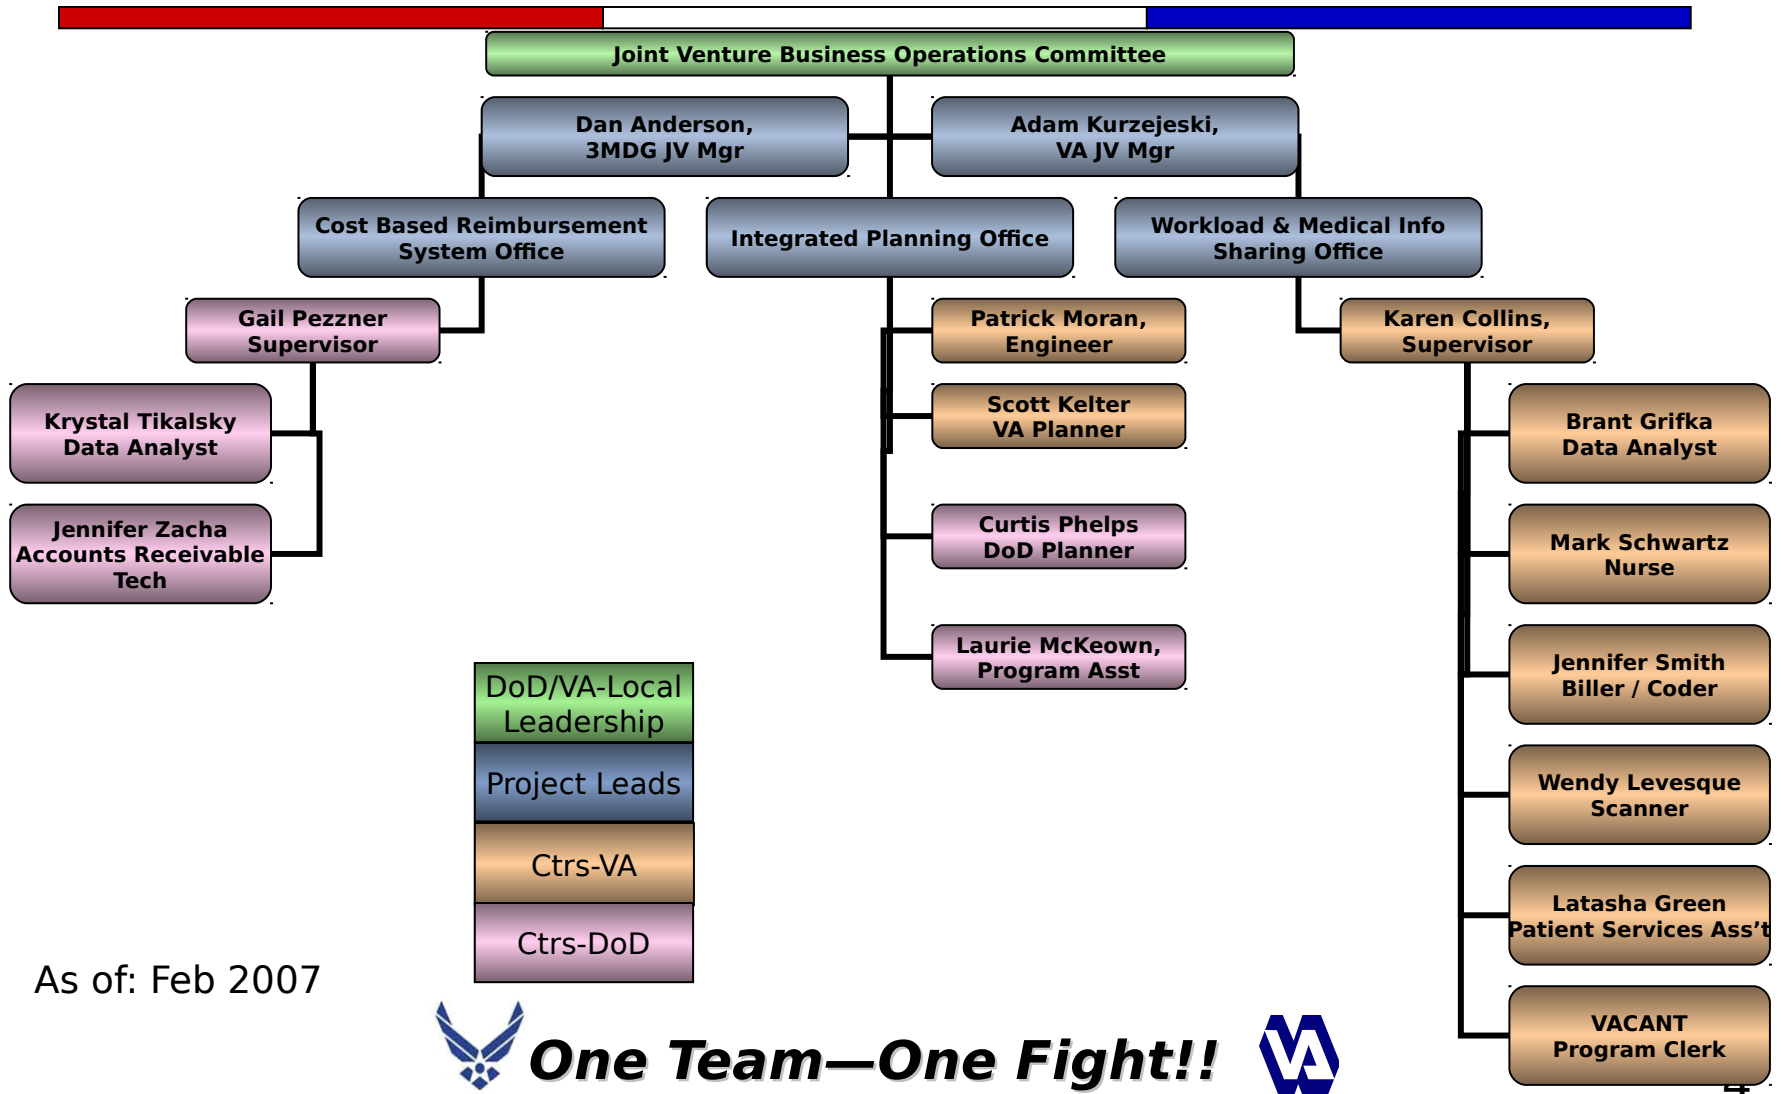 Joint Venture Business Operations Committee
Dan Anderson,
3MDG JV Mgr
Adam Kurzejeski,
VA JV Mgr
Cost Based Reimbursement
System Office
Integrated Planning Office
Workload & Medical Info
Sharing Office
Gail Pezzner
Supervisor
Patrick Moran,
Engineer
Karen Collins,
Supervisor
Krystal Tikalsky
Data Analyst
Scott Kelter
VA Planner
Brant Grifka
Data Analyst
Jennifer Zacha
Accounts Receivable
Tech
Curtis Phelps
DoD Planner
Mark Schwartz
Nurse
Laurie McKeown,
Program Asst
Jennifer Smith
Biller / Coder
DoD/VA-Local
Leadership
Project Leads
Ctrs-VA
Ctrs-DoD
Wendy Levesque
Scanner
Latasha Green
Patient Services Ass’t
VACANT
Program Clerk
As of: Feb 2007
One Team—One Fight!!
VA